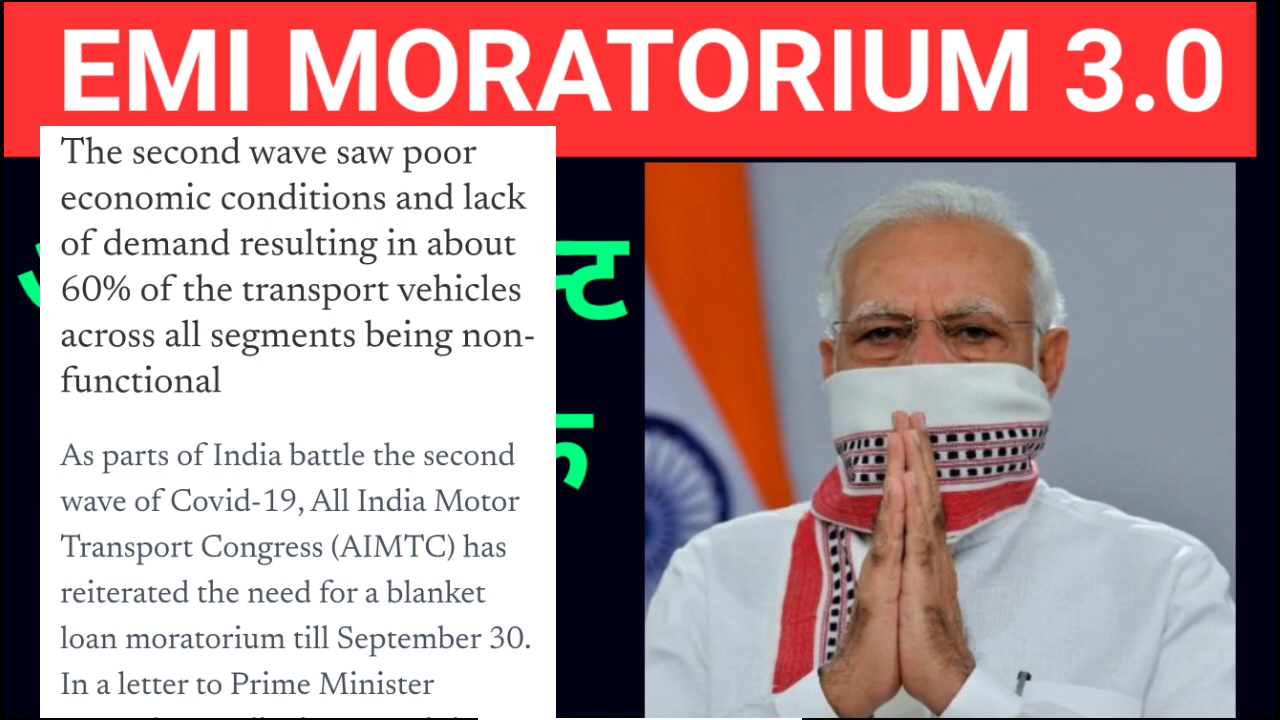 EMI MORATORIUM 3.0
The second wave saw poor
economic conditions and lack
of demand resulting in about
60% of the transport vehicles
across all segments being non-
functional
As parts of India battle the second
wave of Covid-19, All India Motor
Transport Congress (AIMTC) has
reiterated the need for a blanket
loan moratorium till September 30.
In a letter to Prime Minister